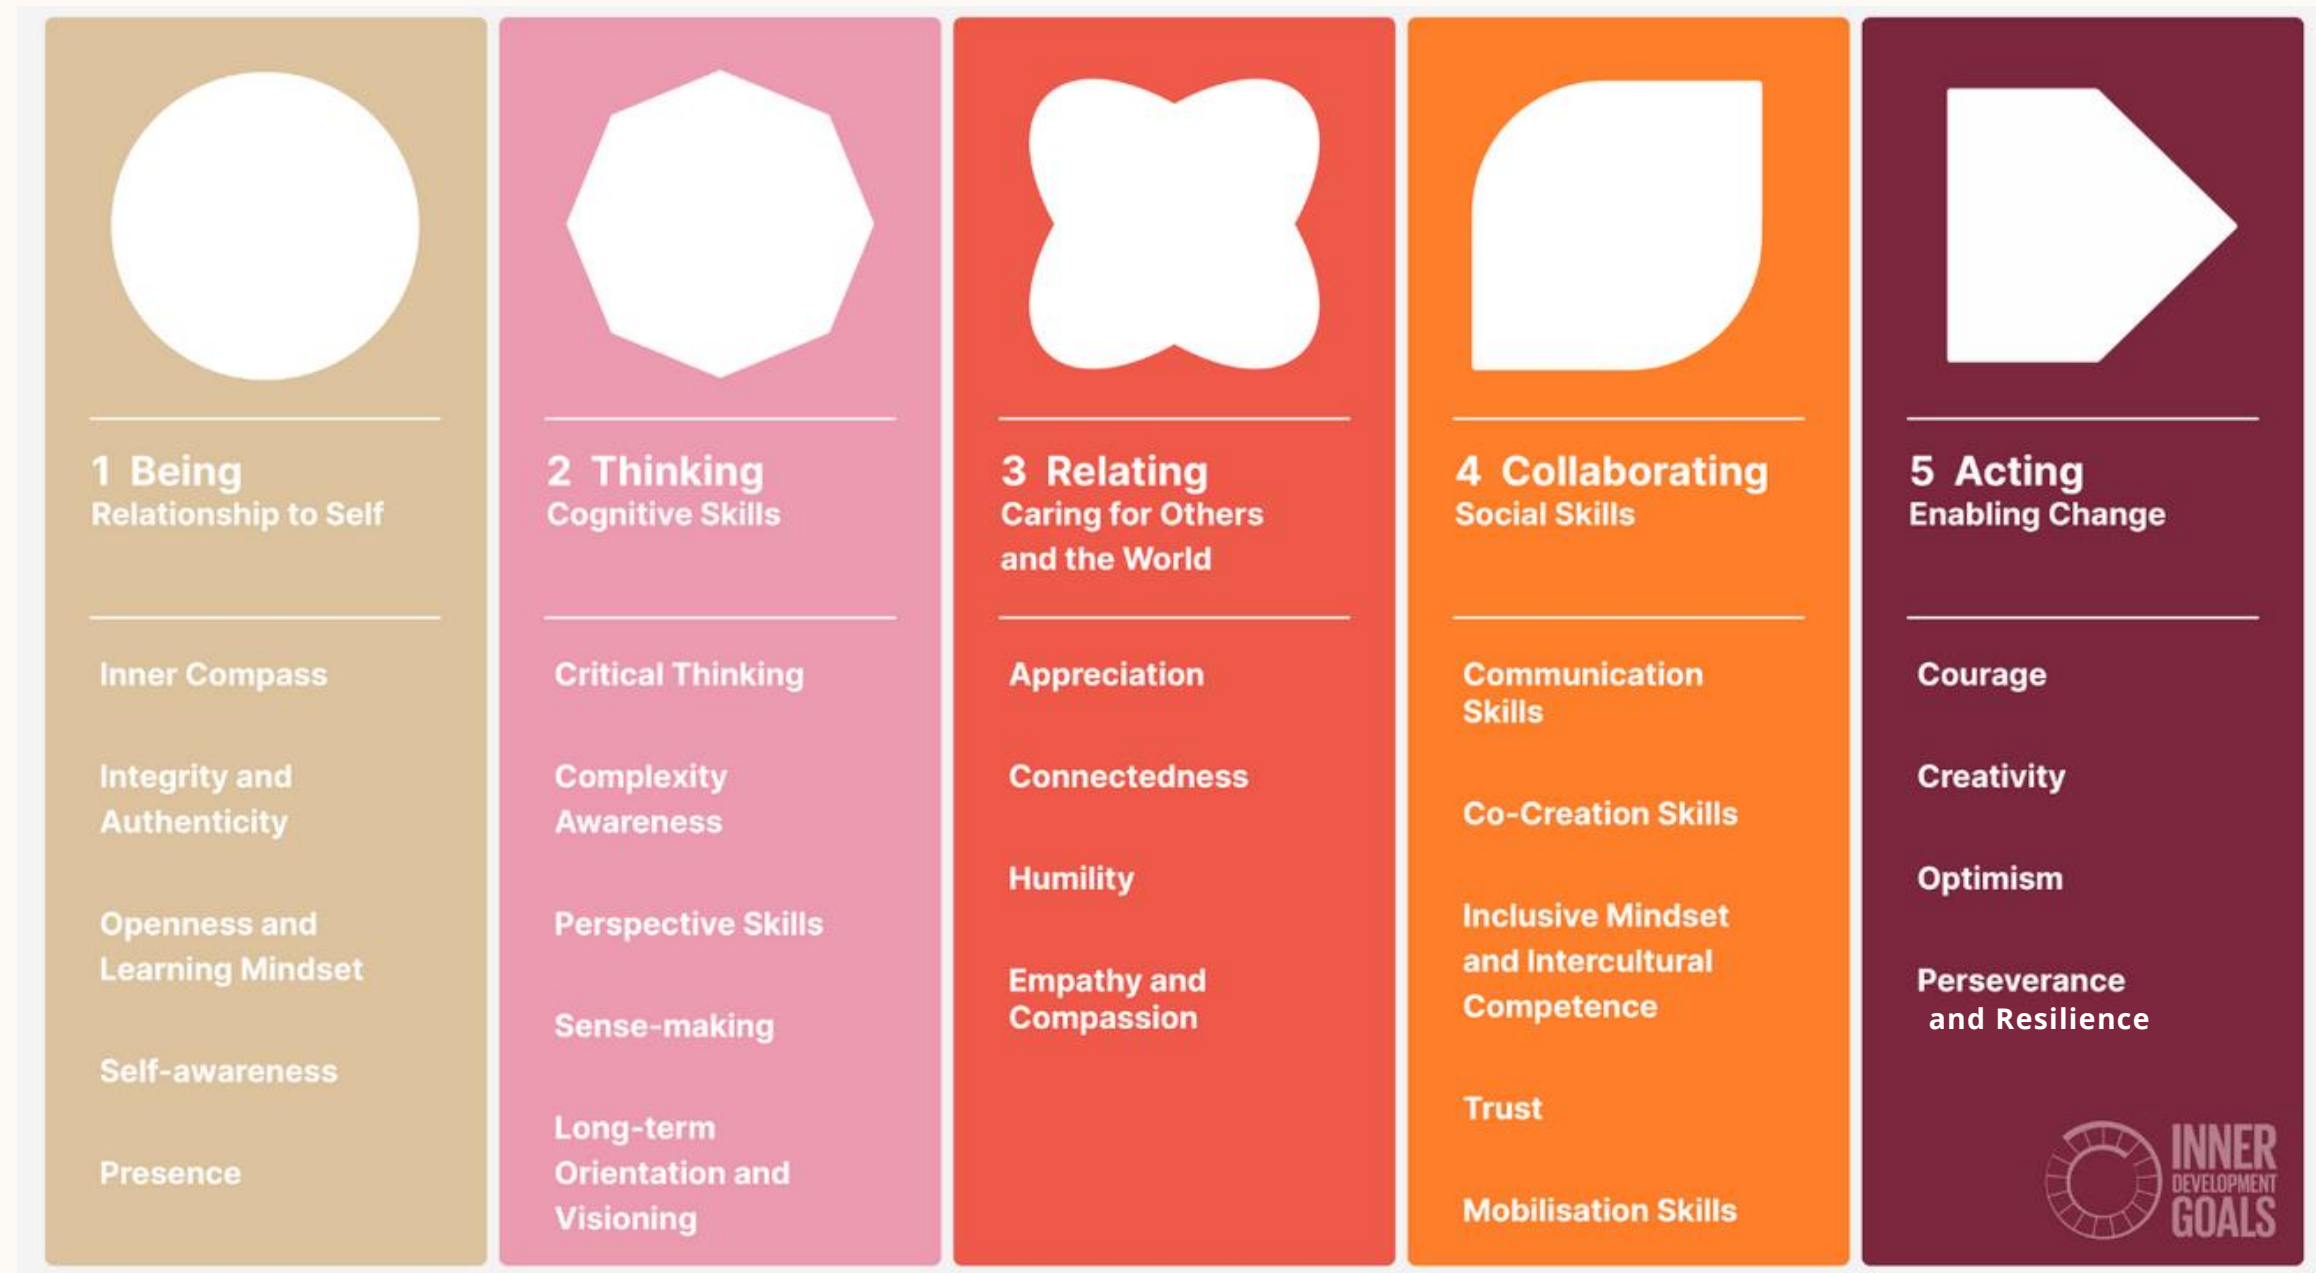 1 Being
Relationship to Self
Inner Compass
Integrity and
Authenticity
Openness and
Learning Mindset
Self-awareness
Presence
2 Thinking
Cognitive Skills
Critical Thinking
Complexity
Awareness
Perspective Skills
Sense-making
Long-term
Orientation and
Visioning
3 Relating
Caring for Others
and the World
Appreciation
Connectedness
Humility
Empathy and
Compassion
4 Collaborating
Social Skills
Communication
Skills
Co-Creation Skills
Inclusive Mindset
and Intercultural
Competence
Trust
Mobilisation Skills
5 Acting
Enabling Change
Courage
Creativity
Optimism
Perseverance
and Resilience
INNER
DEVELOPMENT
GOALS